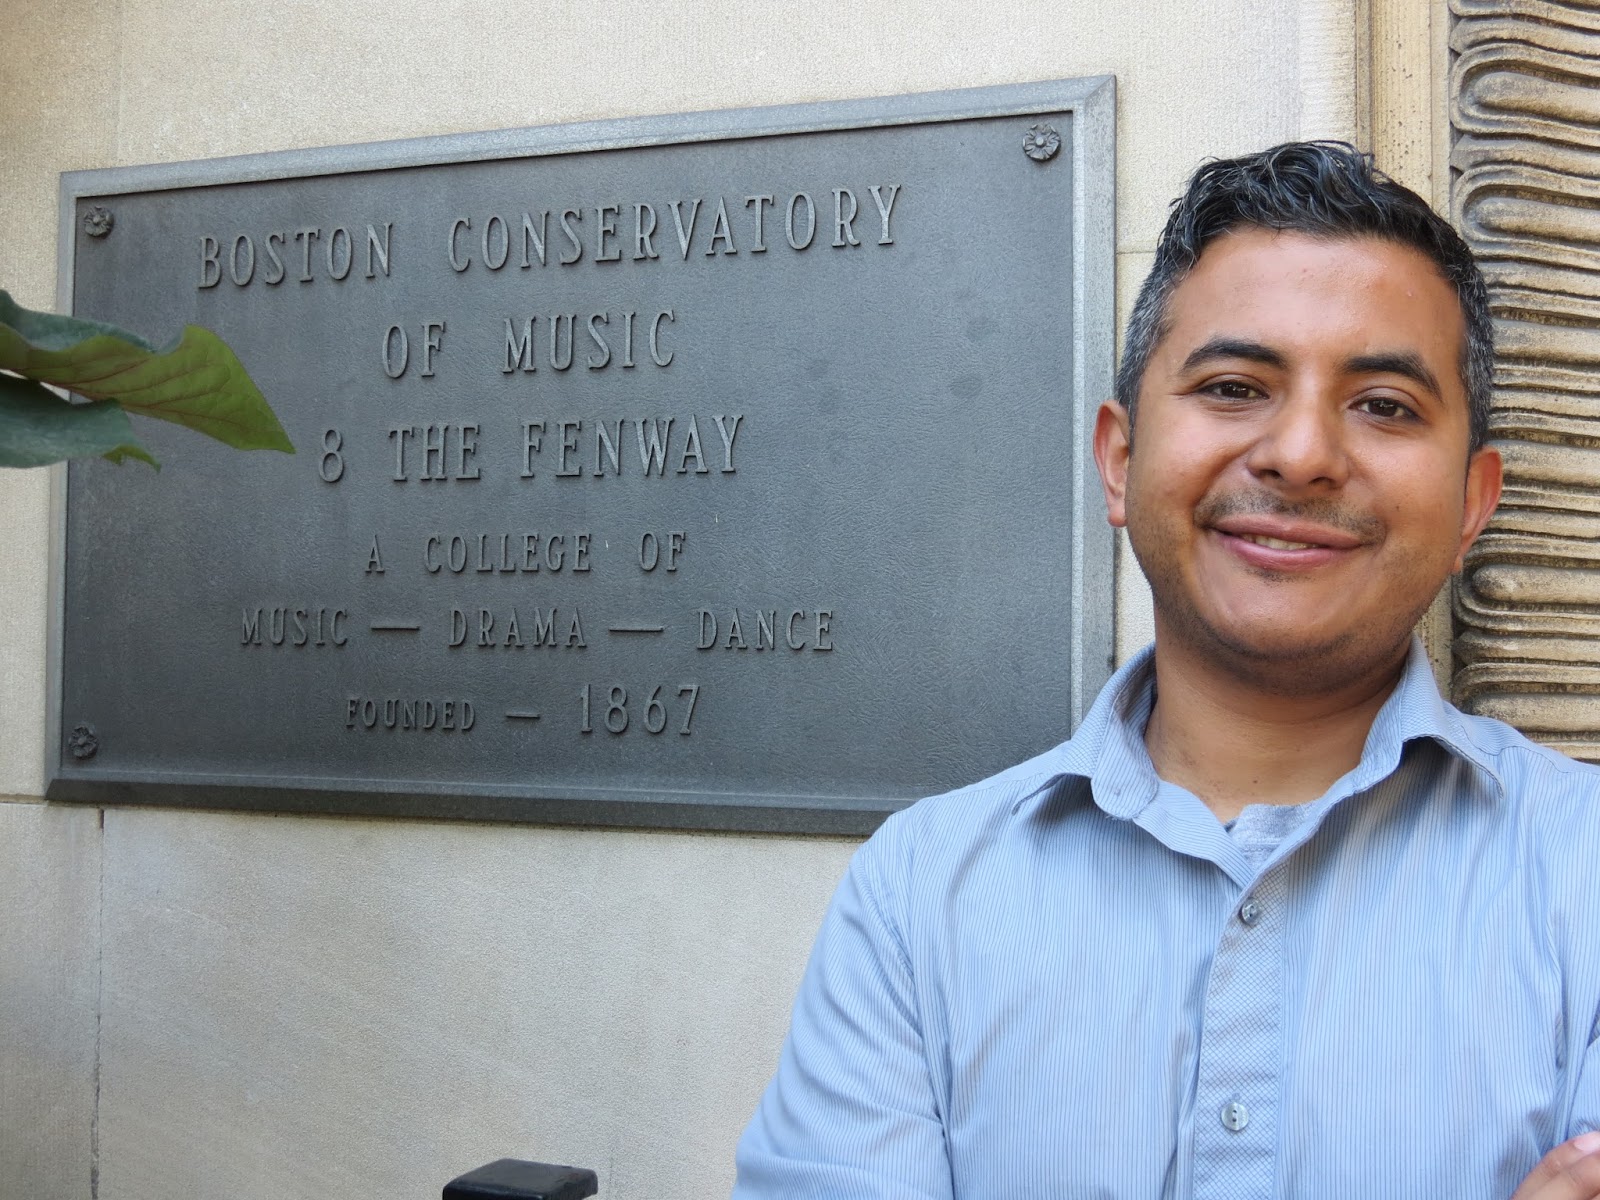 BOSTON CONSERVATORY
OF MUSIC
8 THE FENWAY
A COLLEGE OF
MUSIC — DRAMA — DANCE
FOUNDED — 1867